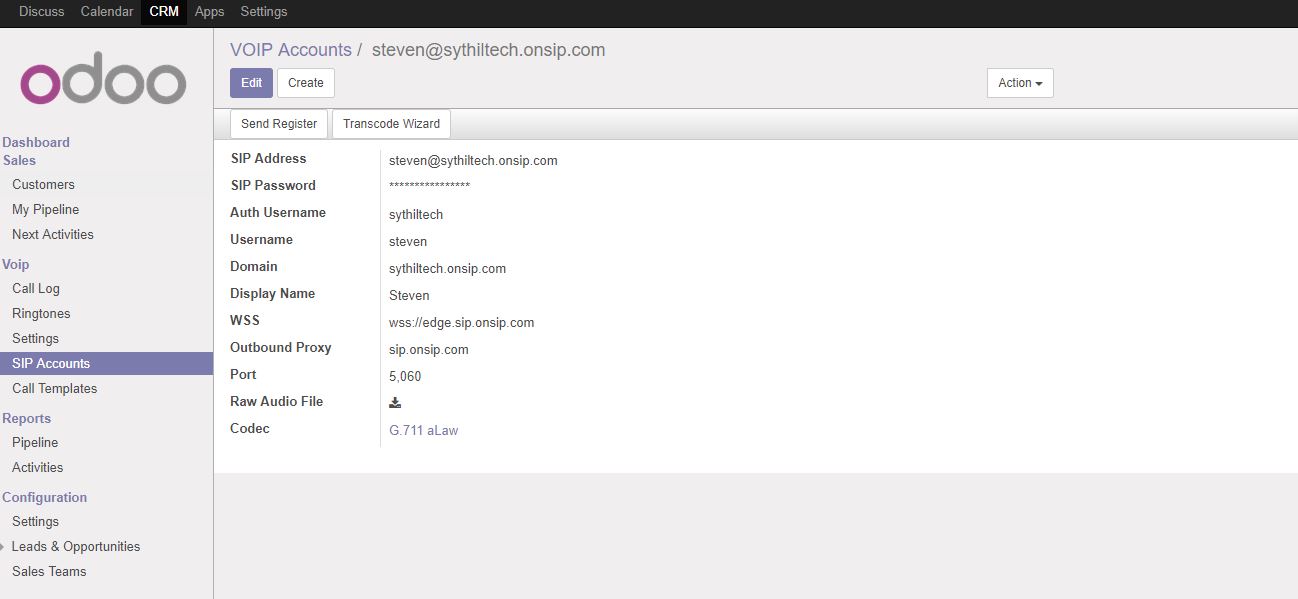 Discuss Calendar CRM Apps Settings
odoo
VOIP Accounts / steven@sythiltech.onsip.com
Edit Create Action
Send Register Transcode Wizard
Dashboard
Sales
Customers
My Pipeline
Next Activities
Voip
Call Log
Ringtones
Settings
SIP Accounts
Call Templates
Reports
Pipeline
Activities
Configuration
Settings
Leads & Opportunities
Sales Teams
SIP Address steven@sythiltech.onsip.com
SIP Password ****************
Auth Username sythiltech
Username steven
Domain sythiltech.onsip.com
Display Name Steven
WSS wss://edge.sip.onsip.com
Outbound Proxy sip.onsip.com
Port 5,060
Raw Audio File
Codec G.711 aLaw